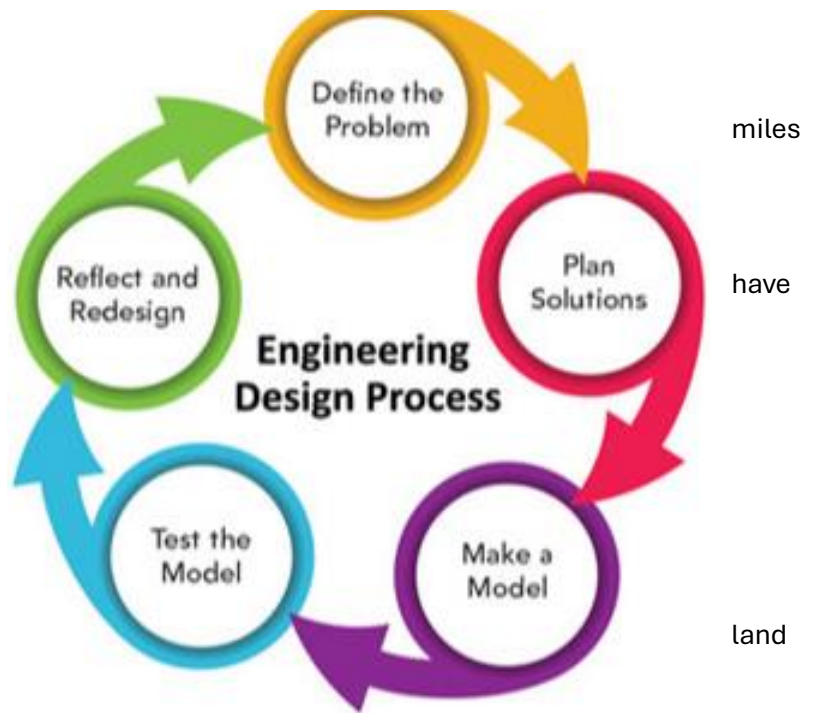 Define the
Problem
miles
Plan
Solutions
have
Reflect and
Redesign
Engineering
Design Process
Test the
Model
Make a
Model
land